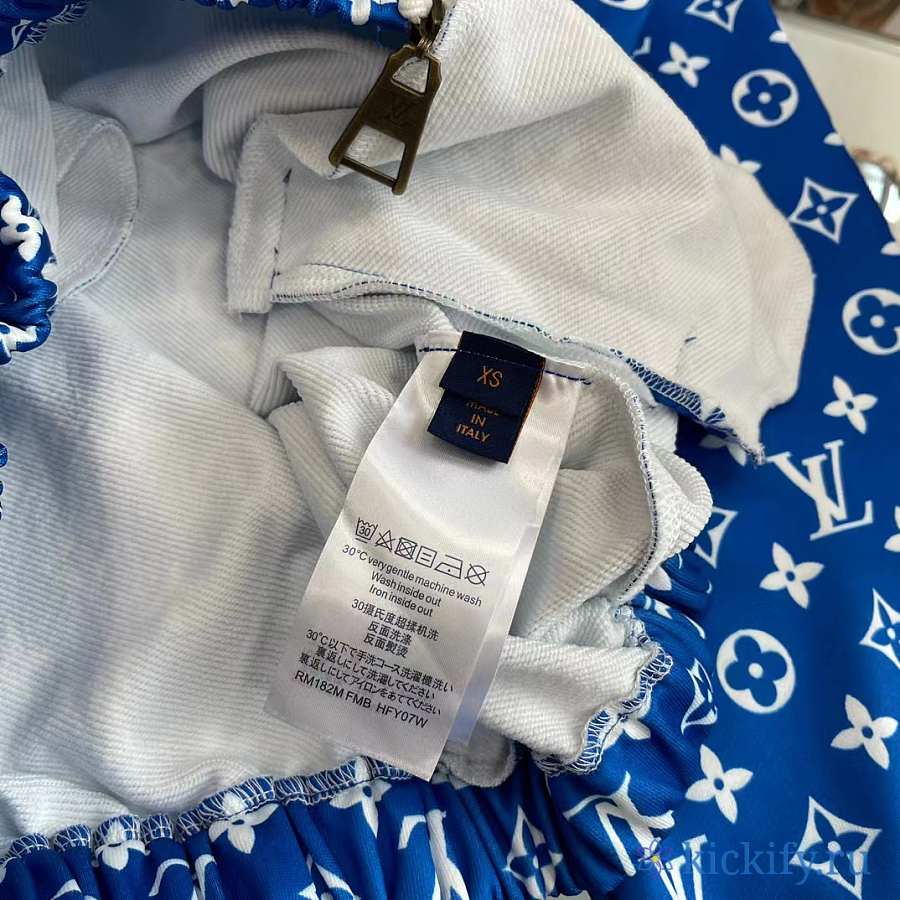 XS
MADE
IN
ITALY
30
30°C very gentle machine wash
Wash inside out
Iron inside out
30摄氏度超揉机洗
反面洗涤
反面熨烫
30℃以下で手洗コース洗濯機洗い
裏返しにして洗濯してください
裏返しにしてアイロンをあててください
RM182M FMB HFY07W
kickify.ru